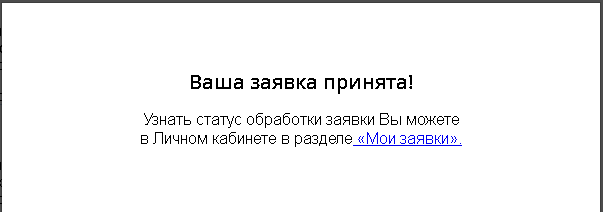 Ваша заявка принята!
Узнать статус обработки заявки Вы можете
в Личном кабинете в разделе «Мои заявки».